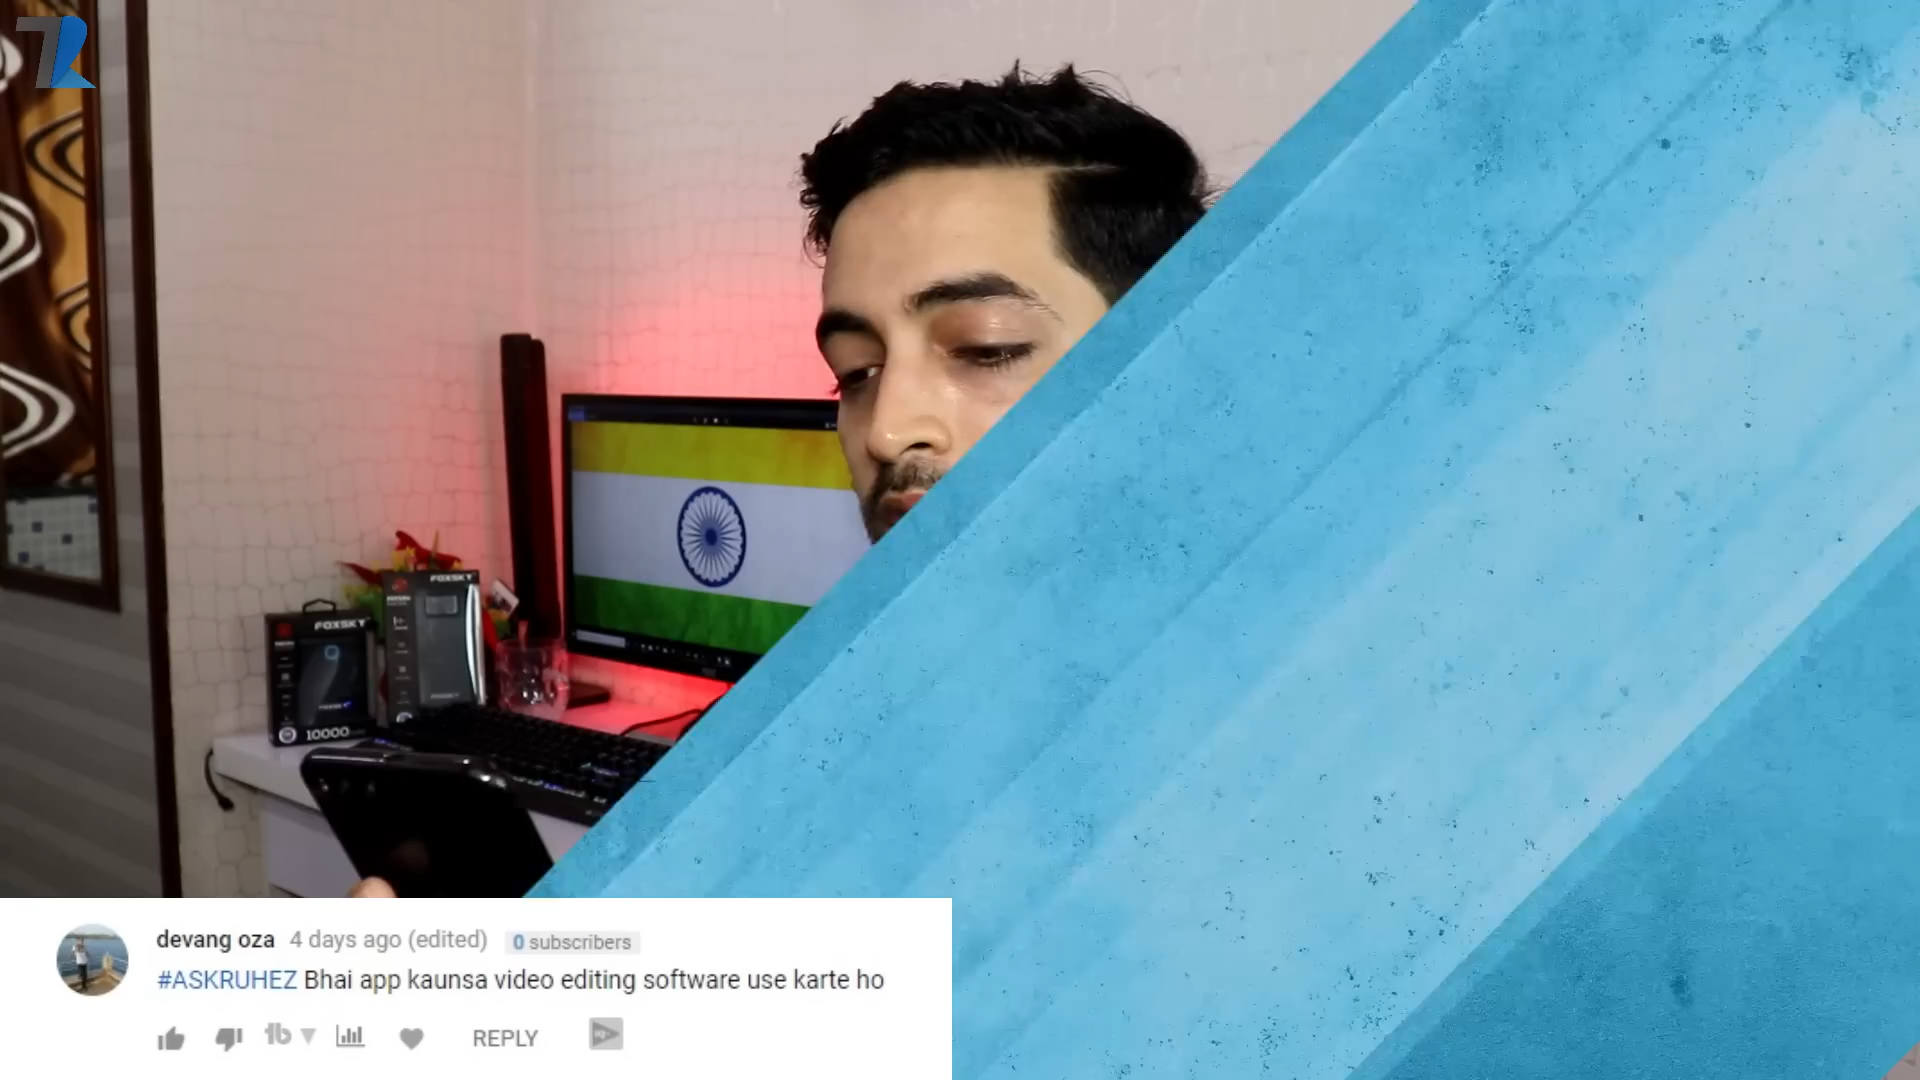 FOXSKY
FOXSKY
10000
devang oza 4 days ago (edited) 0 subscribers
#ASKRUHEZ Bhai app kaunsa video editing software use karte ho
REPLY